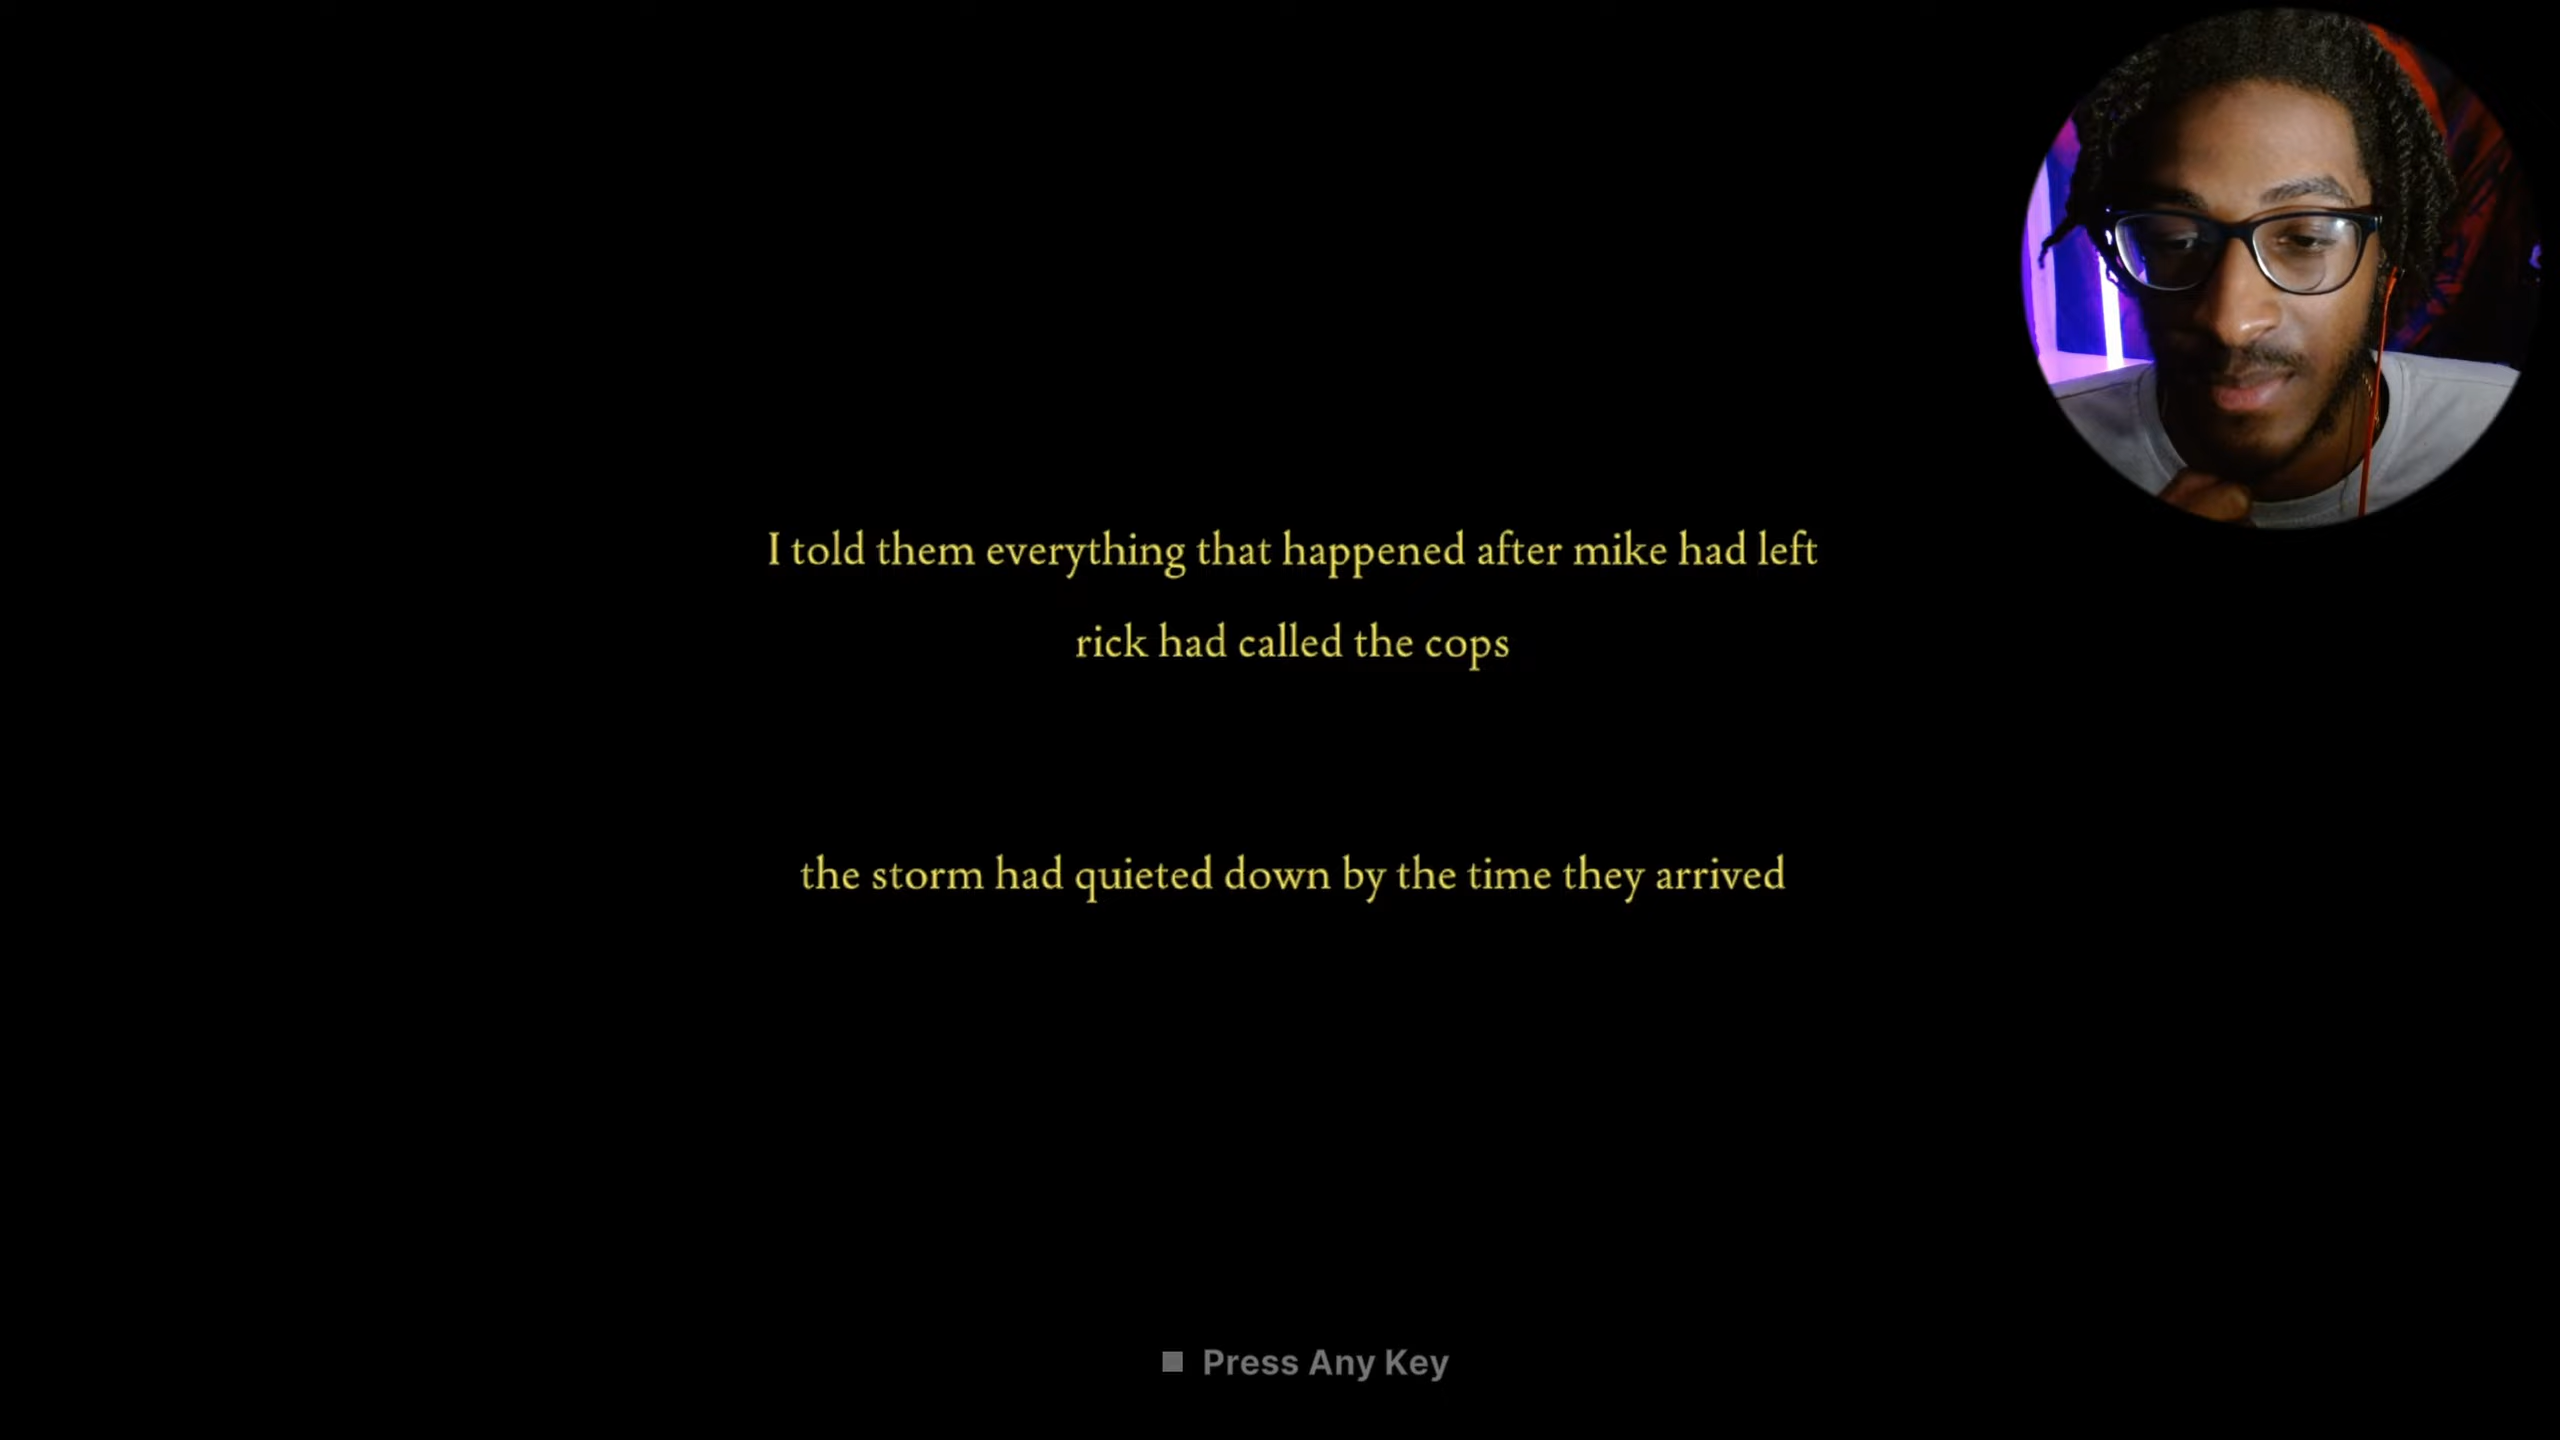 I told them everything that happened after mike had left
rick had called the cops
the storm had quieted down by the time they arrived
Press Any Key